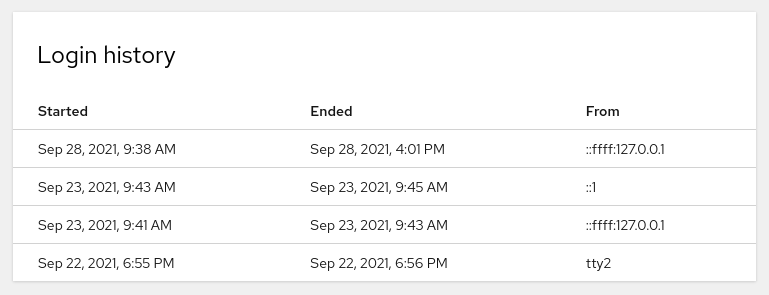 Login history
Started Ended From
Sep 28, 2021, 9:38 AM Sep 28, 2021, 4:01 PM ::ffff:127.0.0.1
Sep 23, 2021, 9:43 AM Sep 23, 2021, 9:45 AM ::1
Sep 23, 2021, 9:41 AM Sep 23, 2021, 9:43 AM ::ffff:127.0.0.1
Sep 22, 2021, 6:55 PM Sep 22, 2021, 6:56 PM tty2